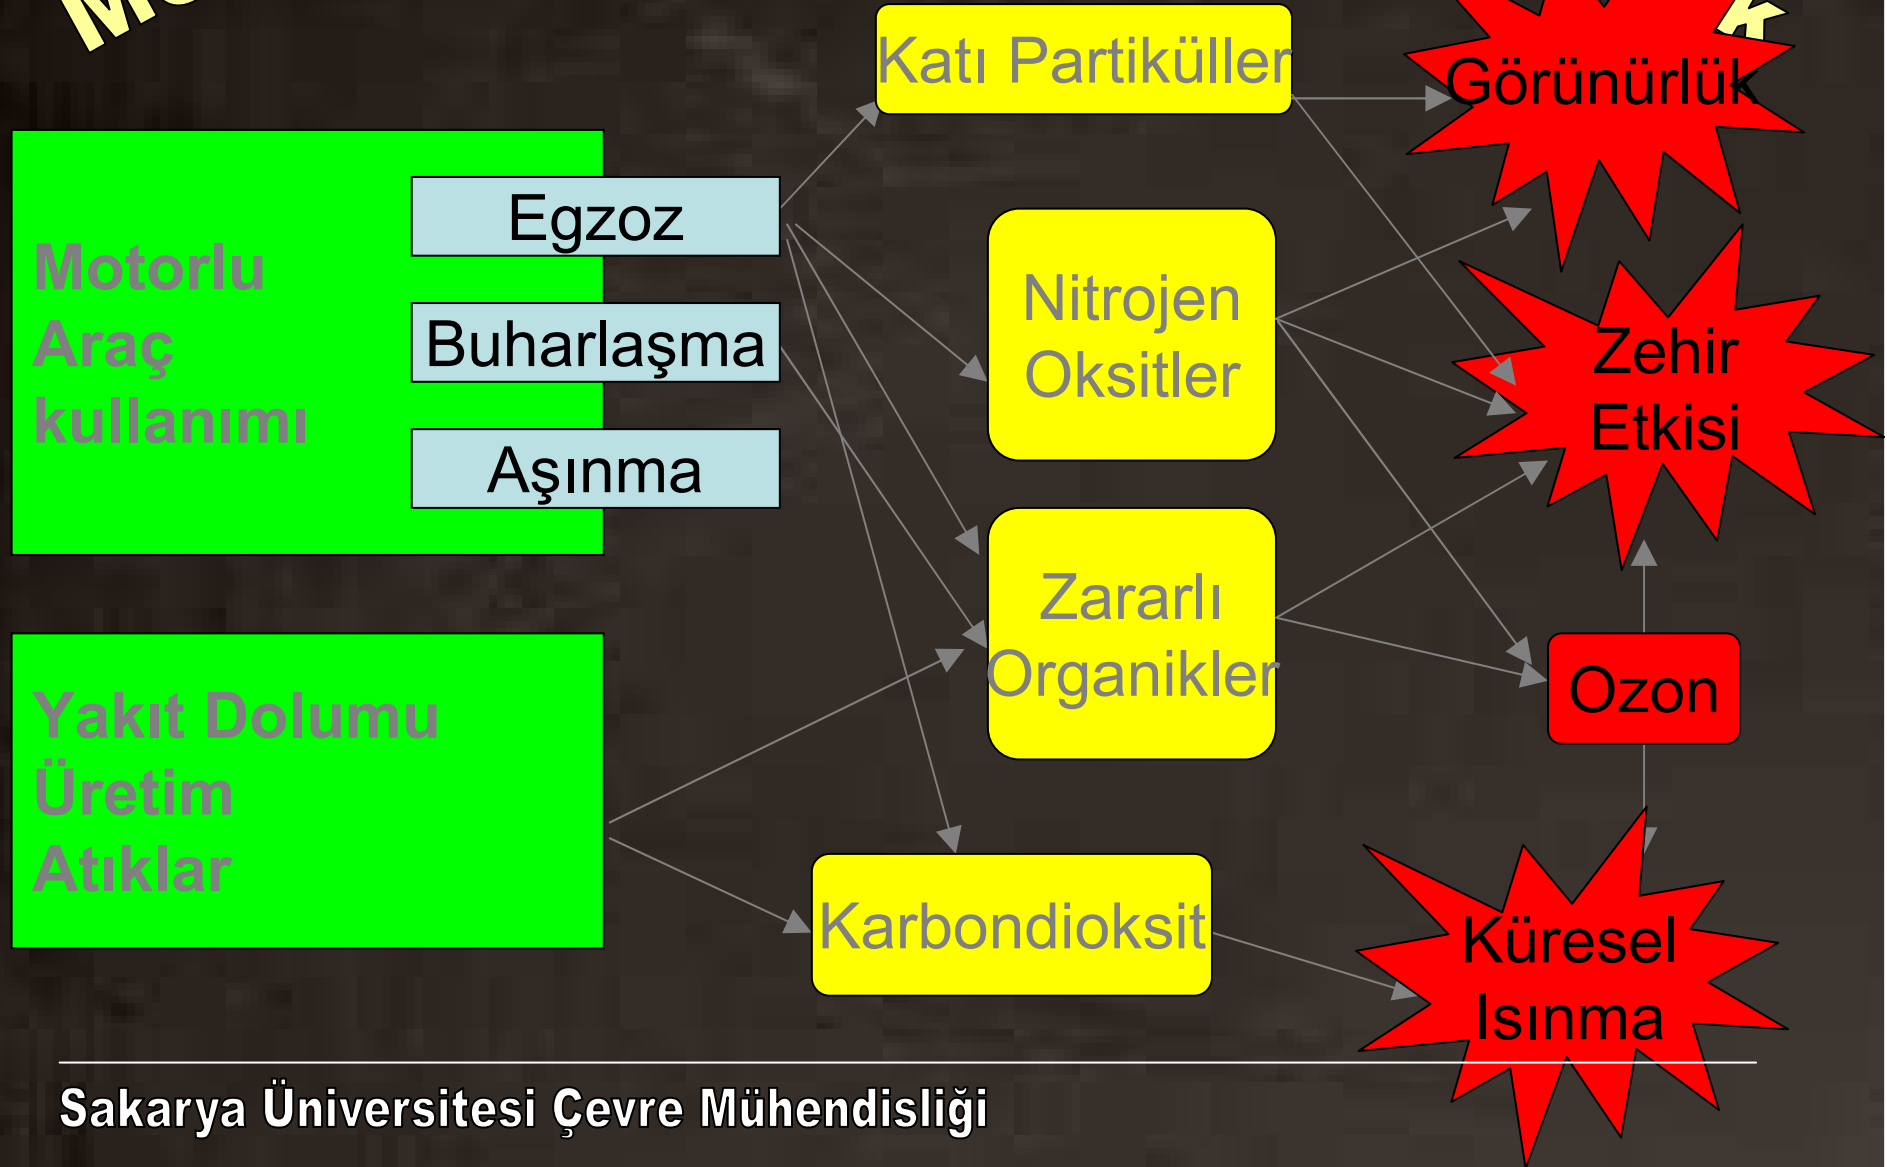 Katı Partiküller
Görünürlük
Egzoz
Motorlu
Araç
kullanımı
Buharlaşma
Aşınma
Nitrojen
Oksitler
Zehir
Etkisi
Zararlı
Organikler
Ozon
Yakıt Dolumu
Üretim
Atıklar
Karbondioksit
Küresel
Isınma
Sakarya Üniversitesi Çevre Mühendisliği